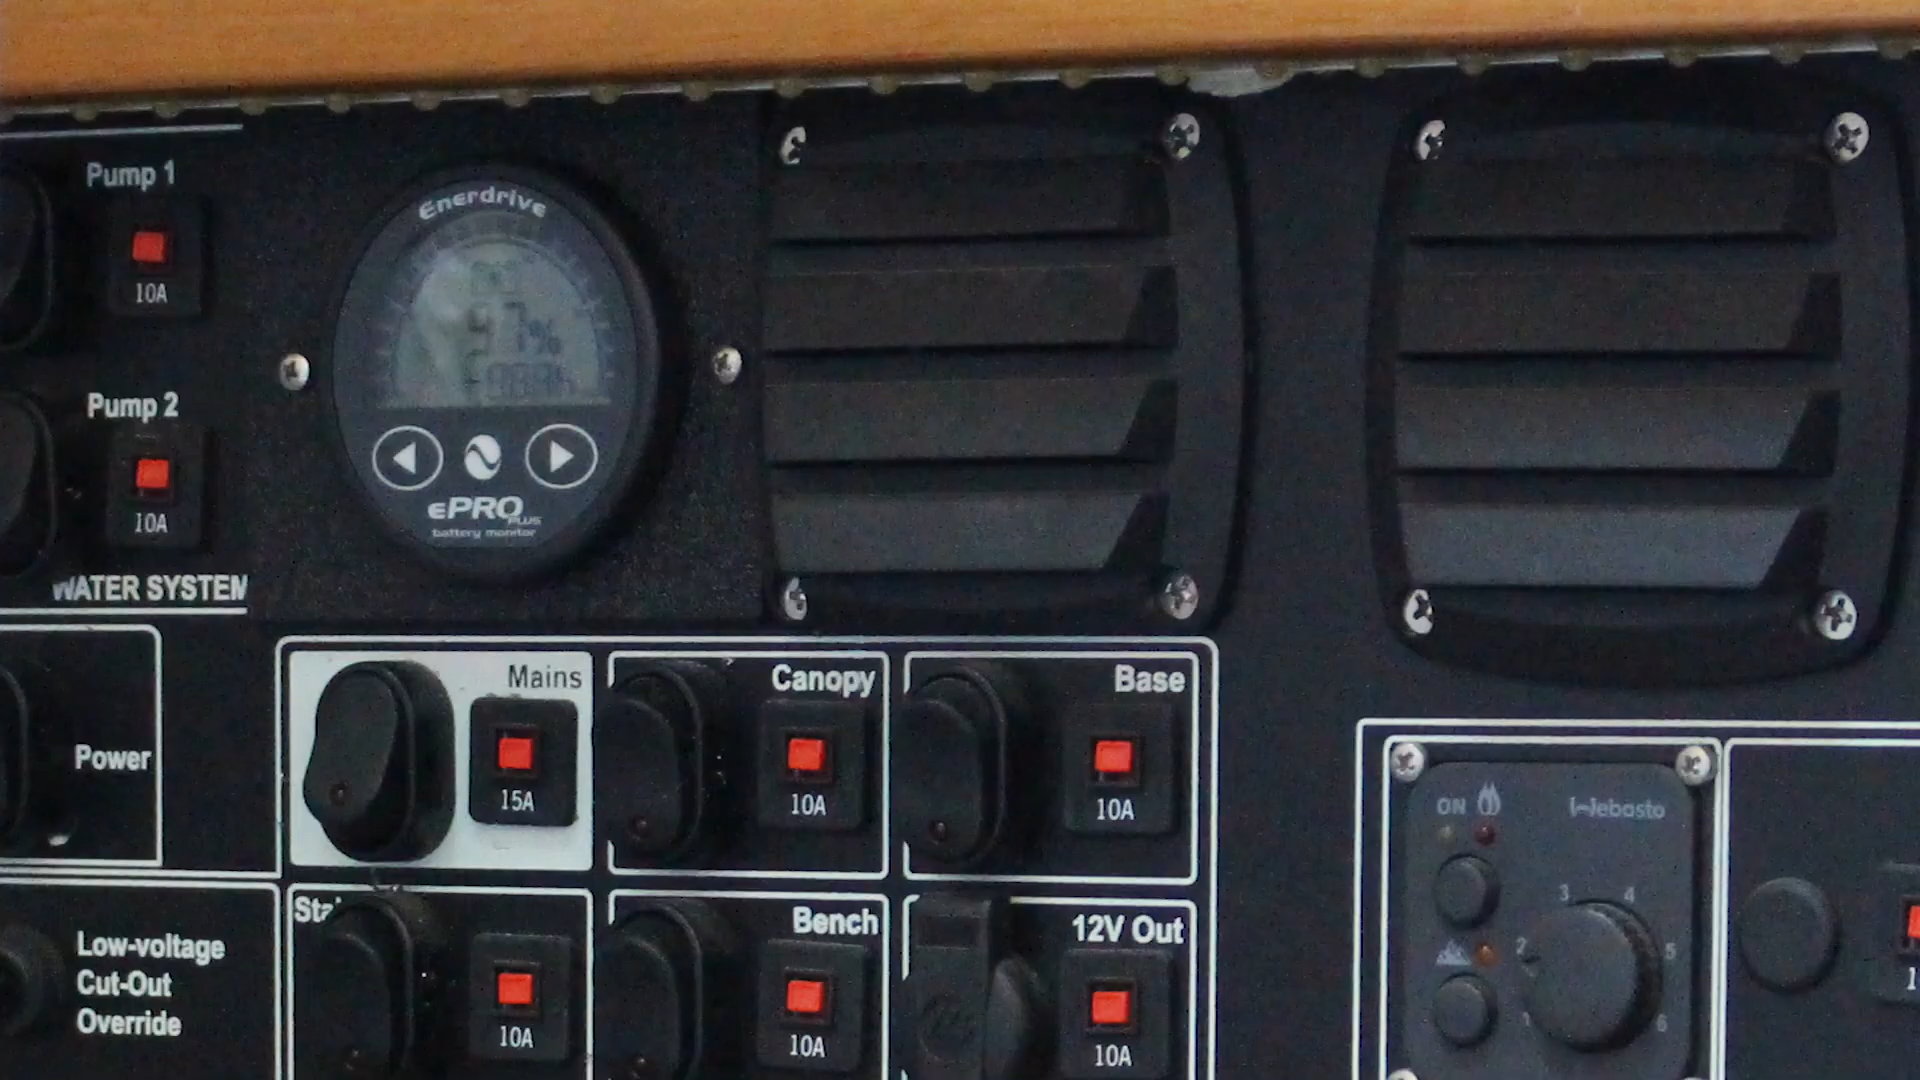 Pump 1
10A
Pump 2
10A
WATER SYSTEM
Enerdrive
97%
ePRO
PLUS
battery monitor
Power
Low-voltage
Cut-Out
Override
Mains
15A
Canopy
10A
Base
10A
10A
Bench
10A
12V Out
10A
ON
Webasto
1
2
3
4
5
6